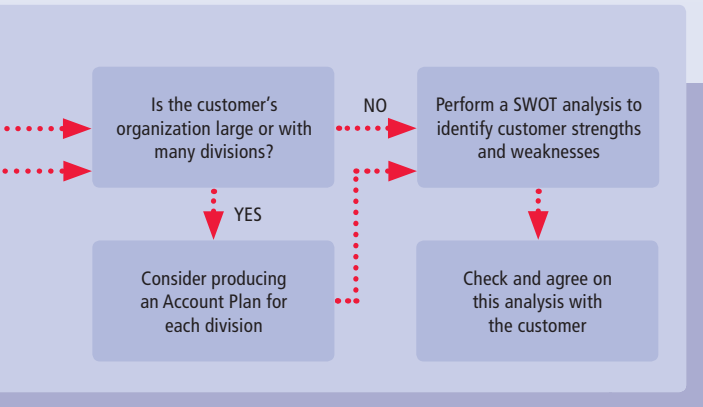 Is the customer's
organization large or with
many divisions?
NO
Perform a SWOT analysis to
identify customer strengths
and weaknesses
YES
Consider producing
an Account Plan for
each division
Check and agree on
this analysis with
the customer